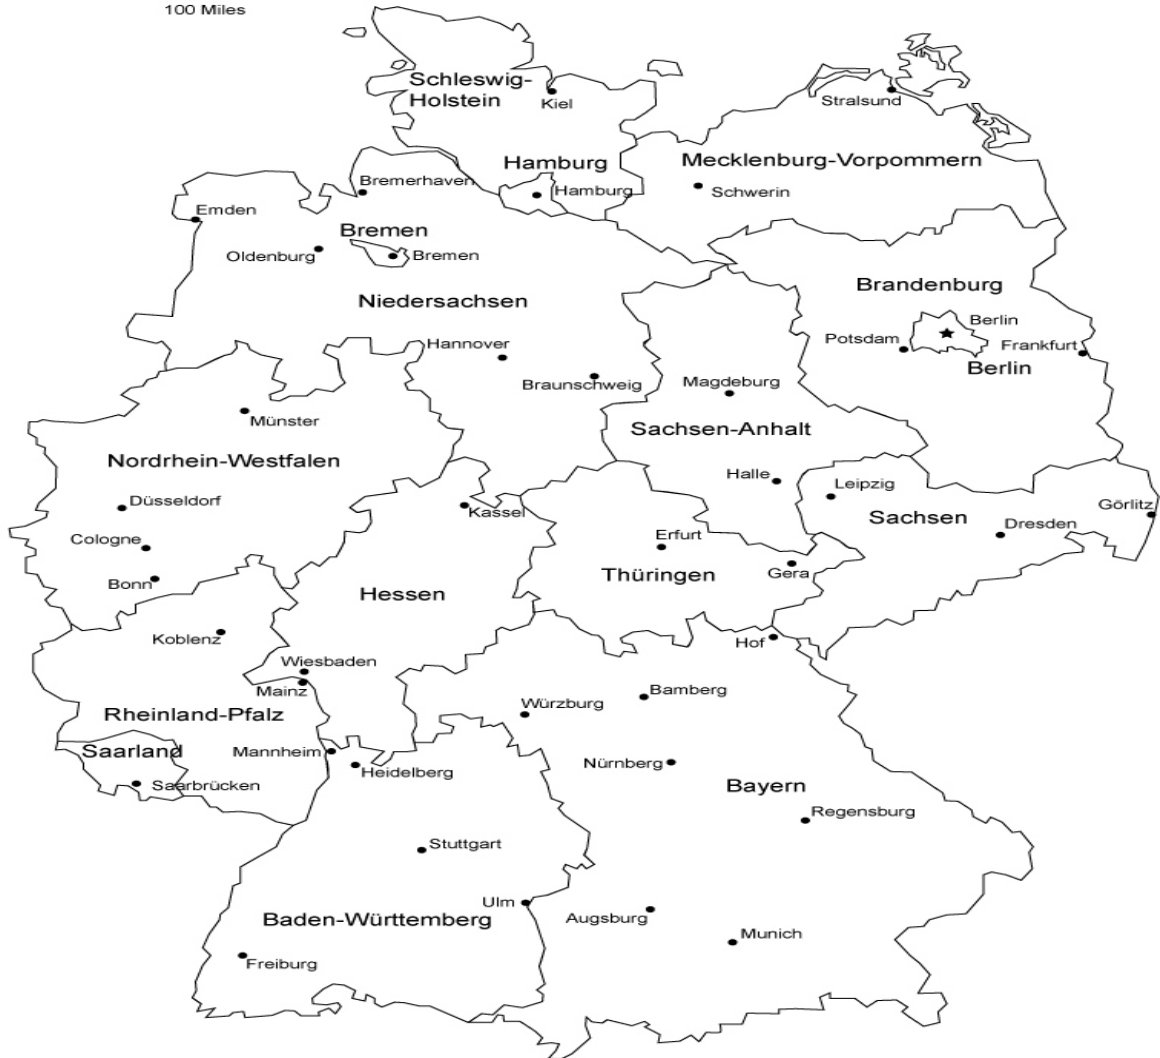 100 Miles
Schleswig-
Holstein
Kiel
Stralsund
Hamburg
Mecklenburg-Vorpommern
Bremerhaven
Hamburg
Schwerin
Emden
Bremen
Oldenburg
Bremen
Brandenburg
Niedersachsen
Berlin
Hannover
Potsdam
Frankfurt
Berlin
Braunschweig
Magdeburg
Münster
Sachsen-Anhalt
Nordrhein-Westfalen
Halle
Leipzig
Düsseldorf
Kassel
Görlitz
Sachsen
Dresden
Cologne
Erfurt
Thüringen
Gera
Bonn
Hessen
Koblenz
Hof
Wiesbaden
Mainz
Bamberg
Würzburg
Rheinland-Pfalz
Saarland
Mannheim
Nürnberg
Heidelberg
Saarbrücken
Bayern
Regensburg
Stuttgart
Ulm
Augsburg
Baden-Württemberg
Munich
Freiburg